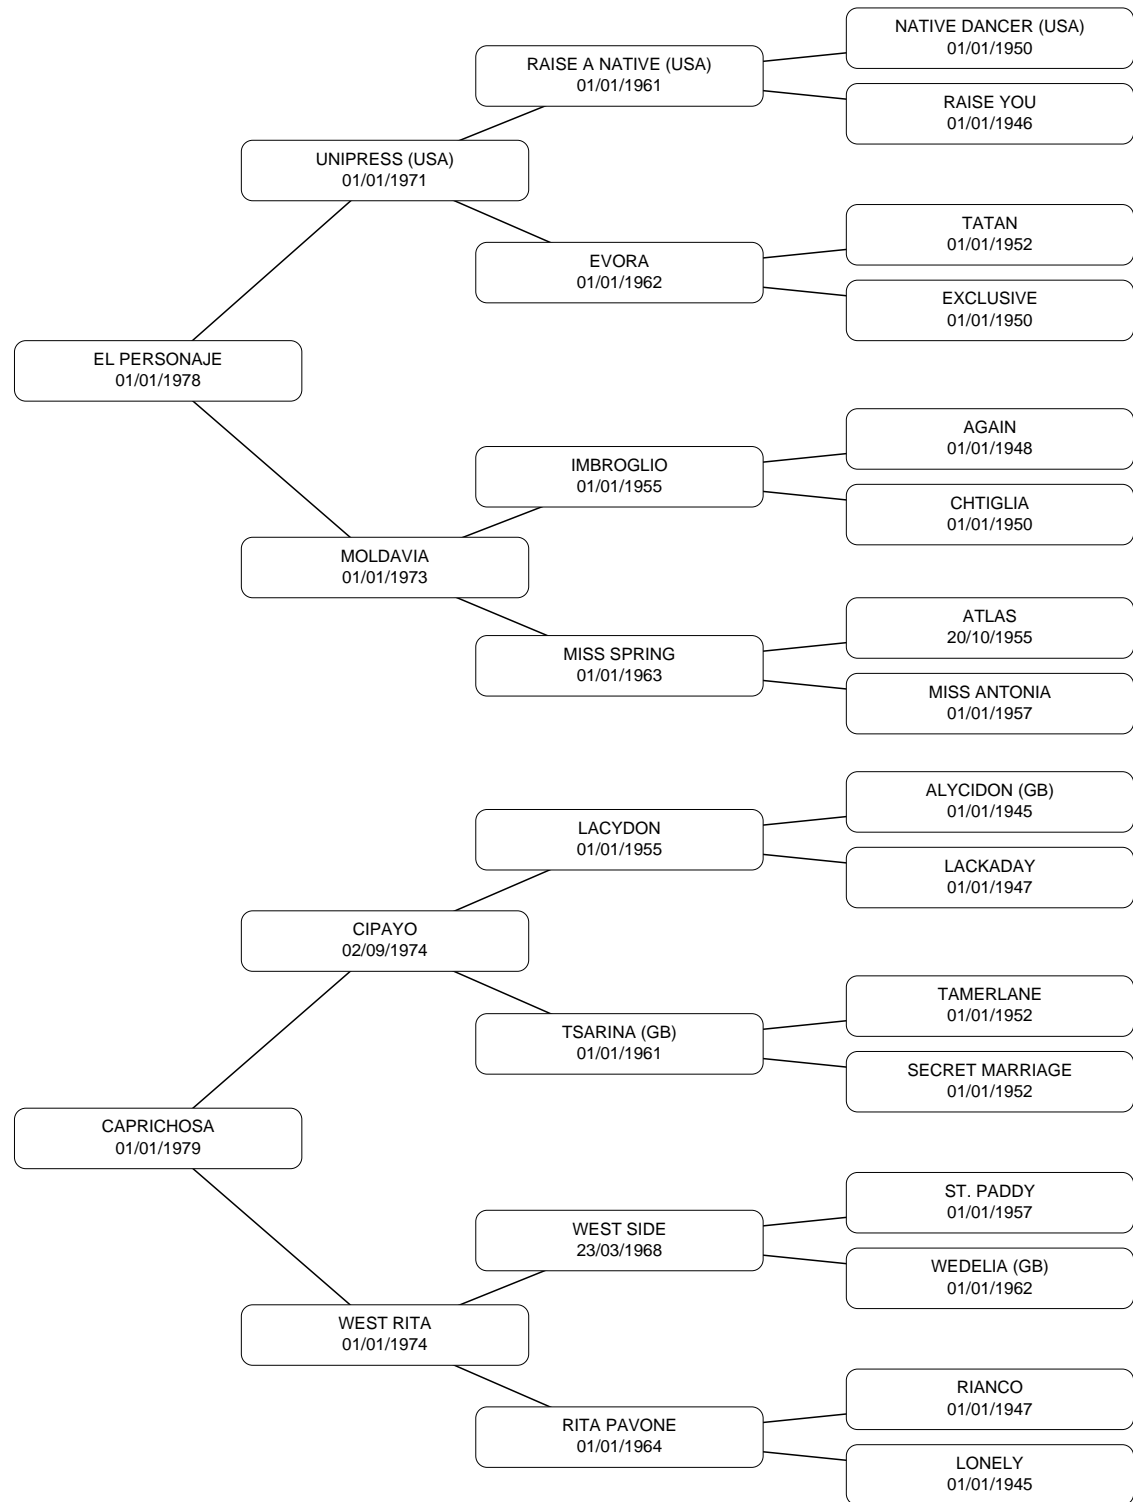 NATIVE DANCER (USA)
01/01/1950
RAISE A NATIVE (USA)
01/01/1961
RAISE YOU
01/01/1946
UNIPRESS (USA)
01/01/1971
TATAN
01/01/1952
EVORA
01/01/1962
EXCLUSIVE
01/01/1950
EL PERSONAJE
01/01/1978
AGAIN
01/01/1948
IMBROGLIO
01/01/1955
CHTIGLIA
01/01/1950
MOLDAVIA
01/01/1973
ATLAS
20/10/1955
MISS SPRING
01/01/1963
MISS ANTONIA
01/01/1957
ALYCIDON (GB)
01/01/1945
LACYDON
01/01/1955
LACKADAY
01/01/1947
CIPAYO
02/09/1974
TAMERLANE
01/01/1952
TSARINA (GB)
01/01/1961
SECRET MARRIAGE
01/01/1952
CAPRICHOSA
01/01/1979
ST. PADDY
01/01/1957
WEST SIDE
23/03/1968
WEDELIA (GB)
01/01/1962
WEST RITA
01/01/1974
RIANCO
01/01/1947
RITA PAVONE
01/01/1964
LONELY
01/01/1945